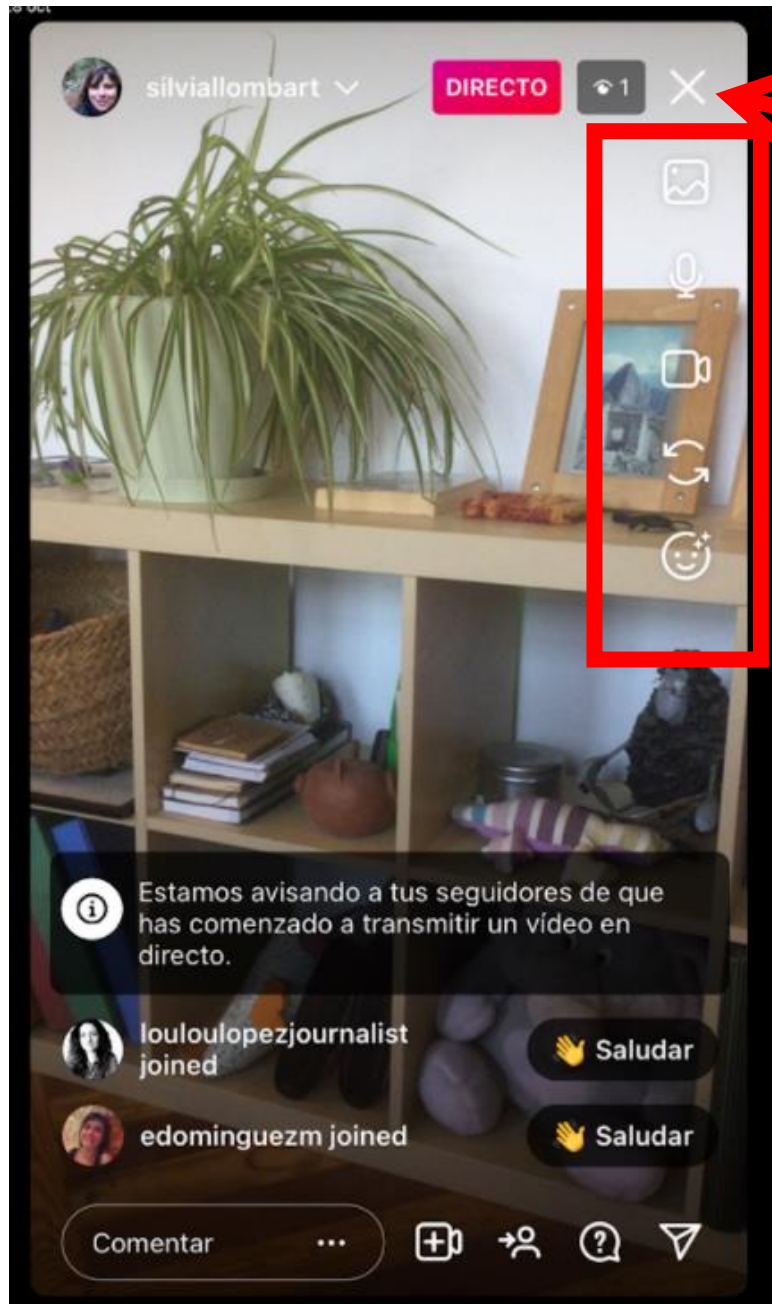 silviallombart
DIRECTO
1
Estamos avisando a tus seguidores de que
has comenzado a transmitir un vídeo en
directo.
louloulopezjournalist
joined
Saludar
edominguezm joined
Saludar
Comentar ...